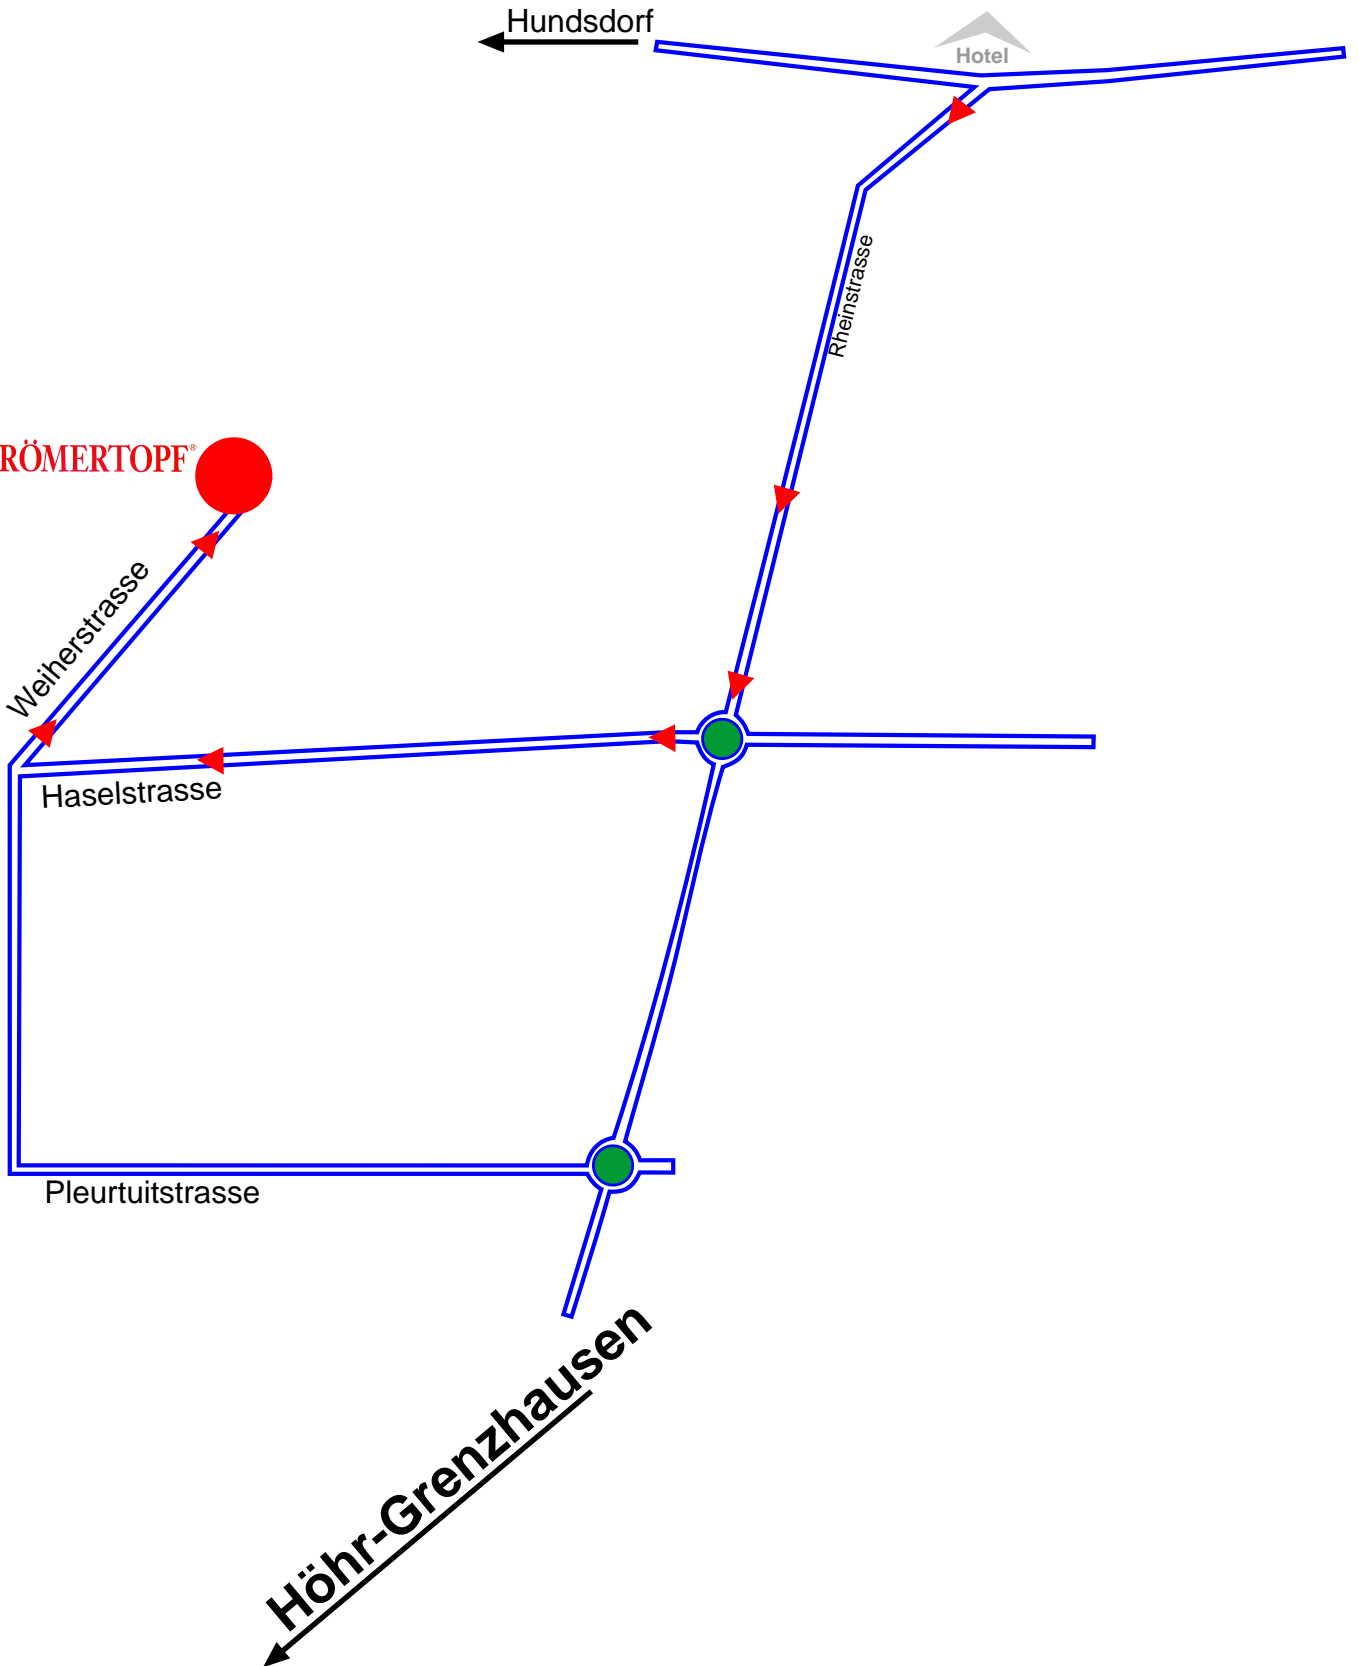 Hundsdorf
Hotel
Rheinstrasse
RÖMERTOPF®
Weiherstrasse
Haselstrasse
Pleurtuitstrasse
Höhr-Grenzhausen